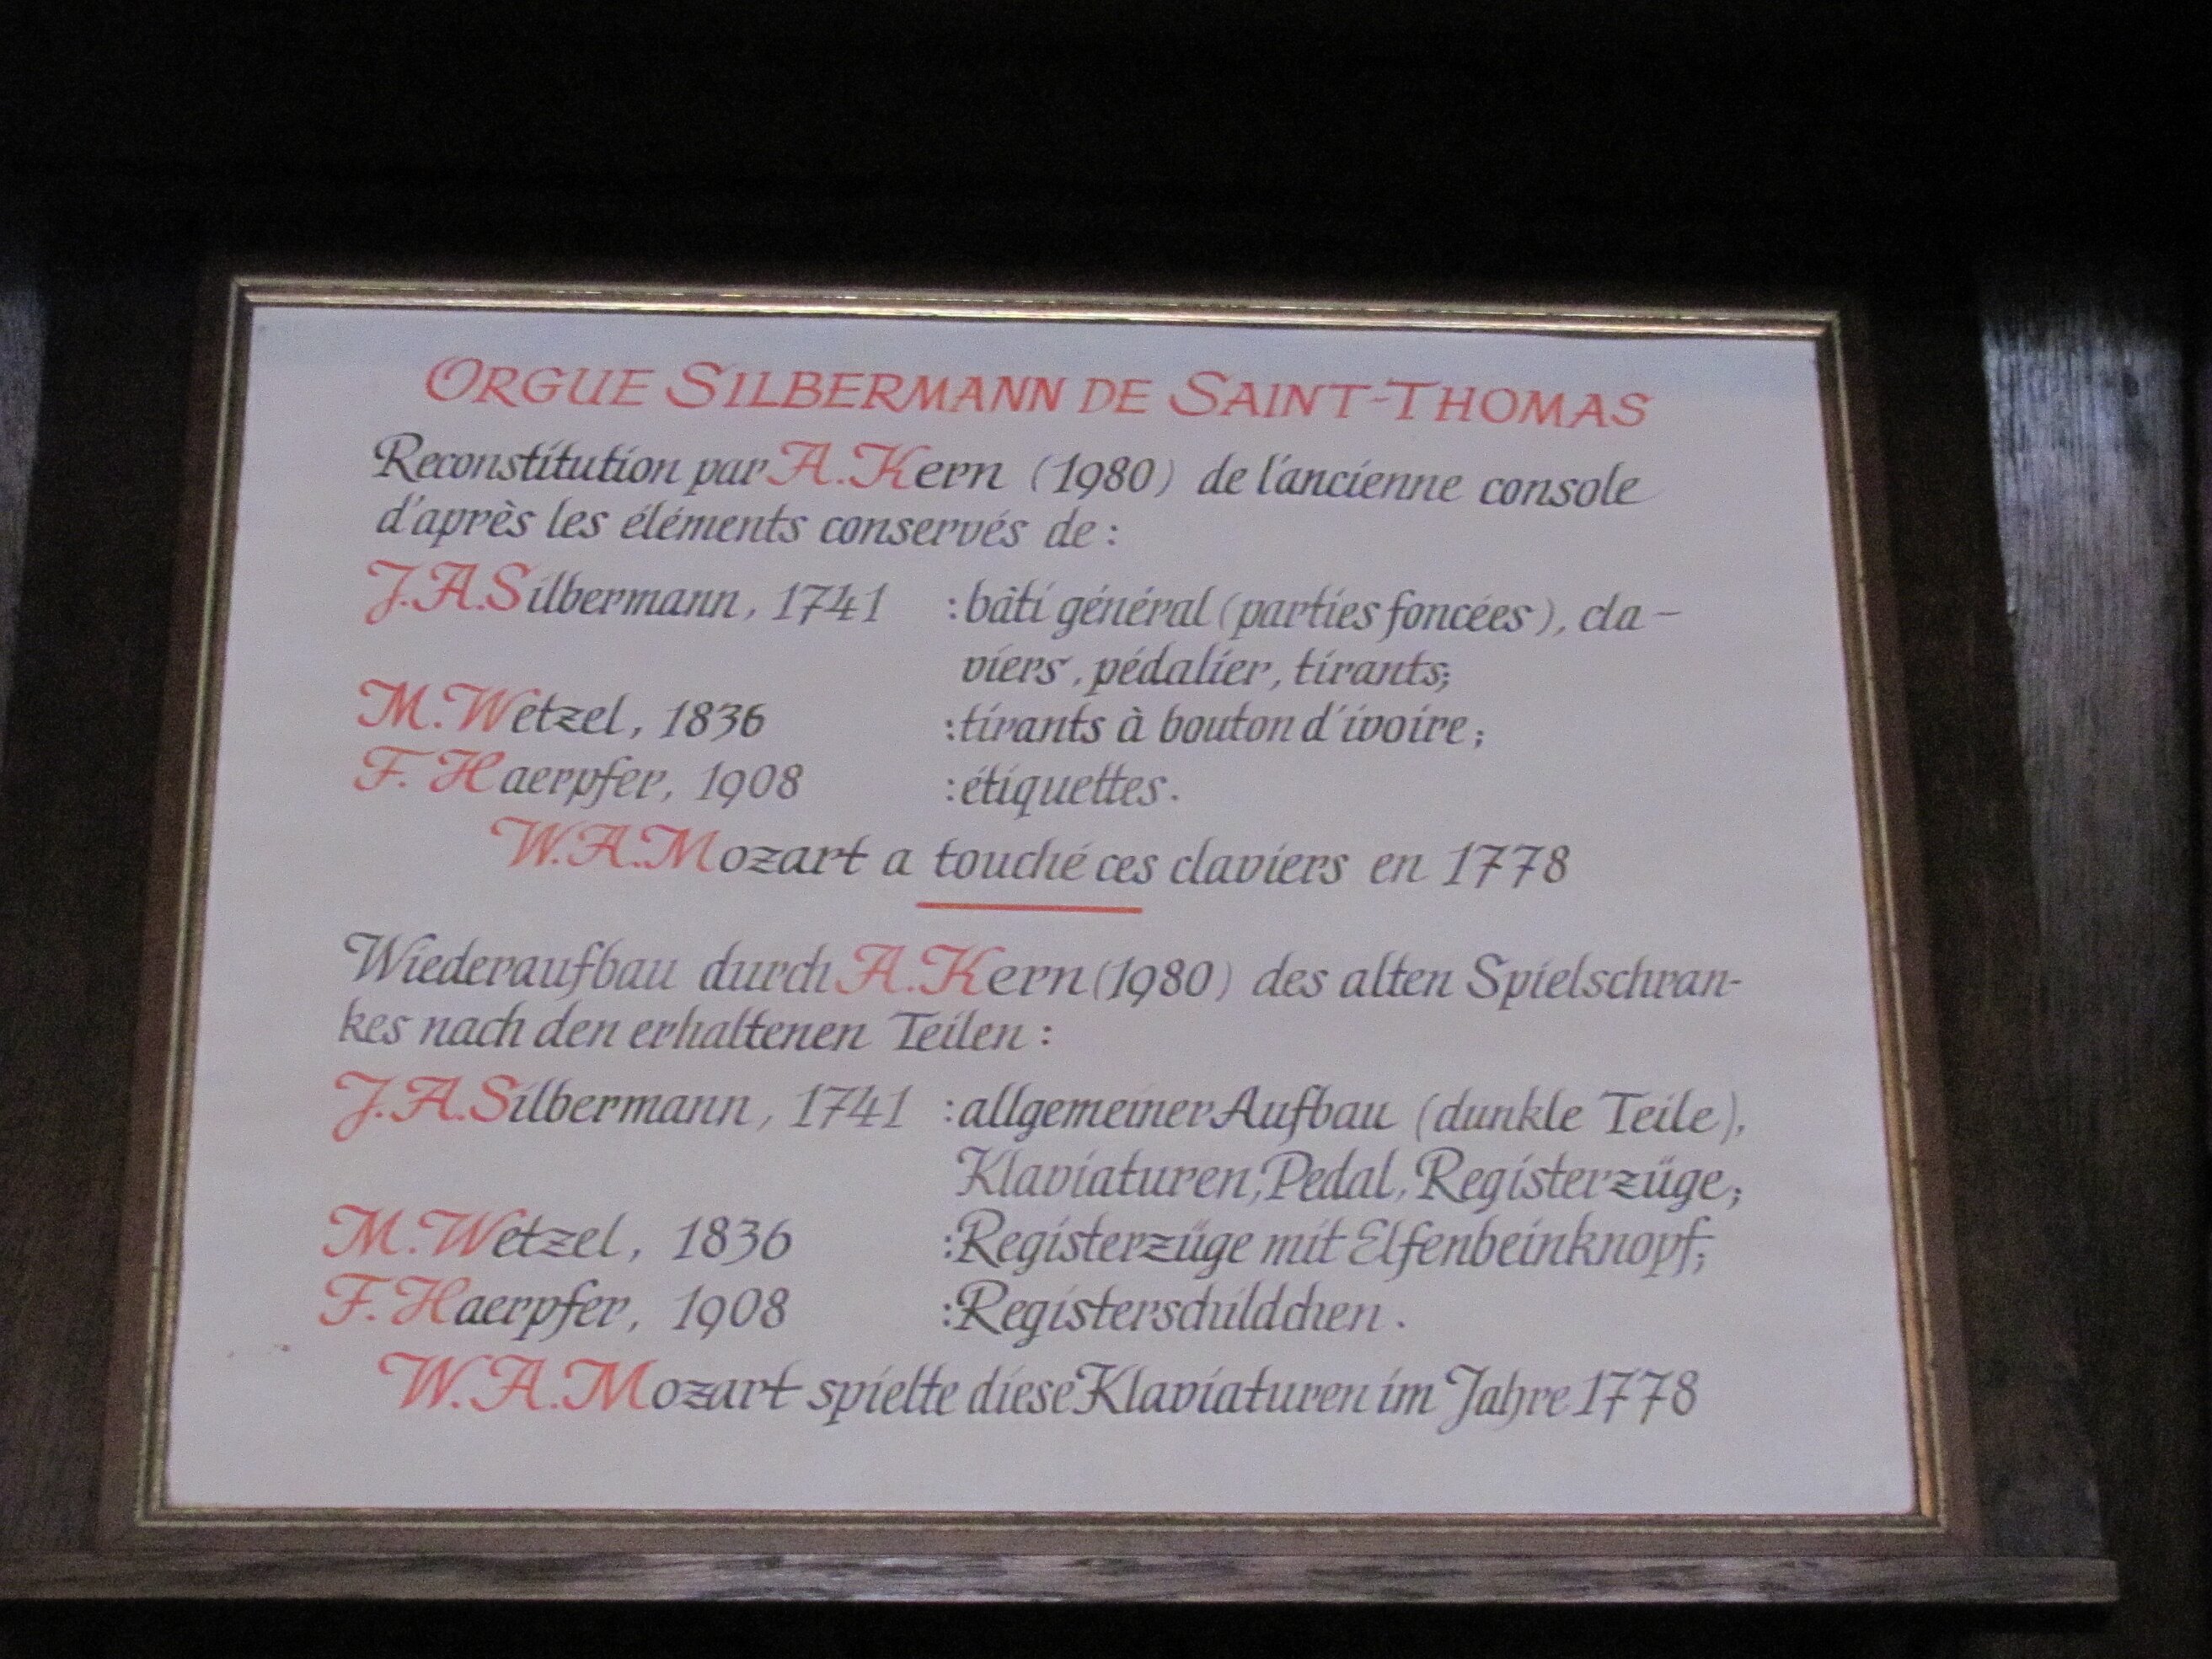 ORGUE SILBERMANN DE SAINT-THOMAS
Reconstitution par A. Kern (1980) de l'ancienne console
d'après les éléments conservés de :
J.A. Silbermann, 1741 : bâti général (parties foncées), cla-
viers, pédalier, tirants;
M. Wetzel, 1836 : tirants à bouton d'ivoire;
F. Haerpfer, 1908 : étiquettes.
W.A. Mozart a touché ces claviers en 1778
Wiederaufbau durch A. Kern (1980) des alten Spielschran-
kes nach den erhaltenen Teilen :
J.A. Silbermann, 1741 : allgemeiner Aufbau (dunkle Teile),
Klaviaturen, Pedal, Registerzüge;
M. Wetzel, 1836 : Registerzüge mit Elfenbeinknopf;
F. Haerpfer, 1908 : Registerschildchen.
W.A. Mozart spielte diese Klaviaturen im Jahre 1778